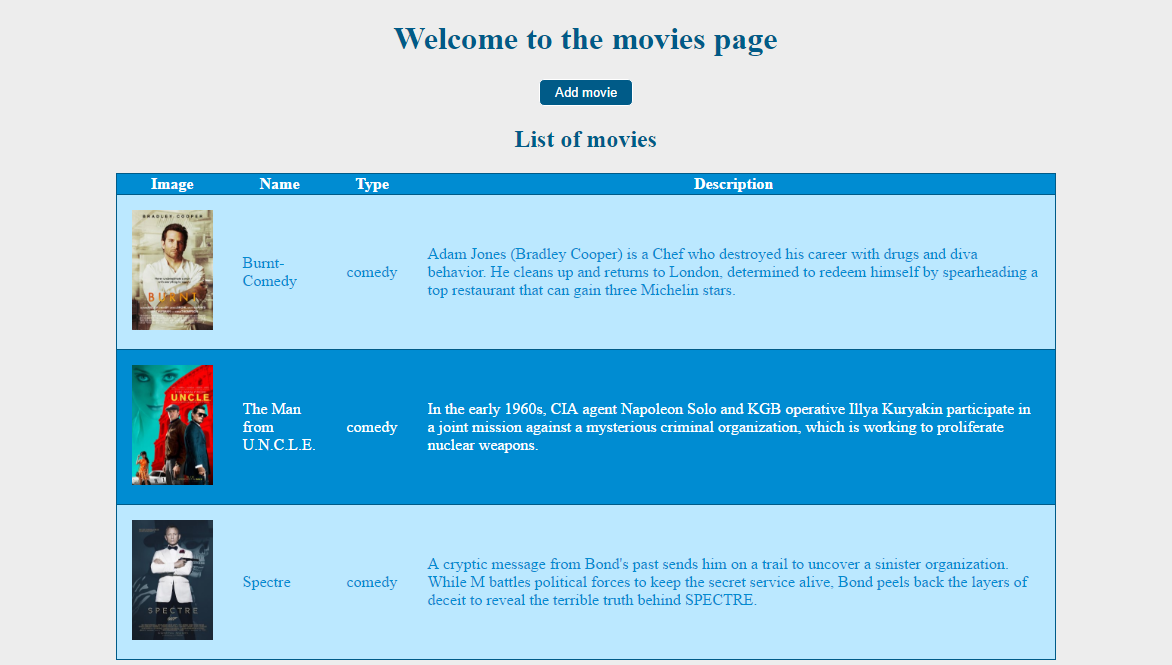 Welcome to the movies page
Add movie
List of movies
Image Name Type Description
BRADLEY COOPER
BURNT
Burnt-
Comedy
comedy
Adam Jones (Bradley Cooper) is a Chef who destroyed his career with drugs and diva
behavior. He cleans up and returns to London, determined to redeem himself by spearheading a
top restaurant that can gain three Michelin stars.
UNCLE
The Man
from
U.N.C.L.E.
comedy
In the early 1960s, CIA agent Napoleon Solo and KGB operative Illya Kuryakin participate in
a joint mission against a mysterious criminal organization, which is working to proliferate
nuclear weapons.
SPECTRE
Spectre
comedy
A cryptic message from Bond's past sends him on a trail to uncover a sinister organization.
While M battles political forces to keep the secret service alive, Bond peels back the layers of
deceit to reveal the terrible truth behind SPECTRE.